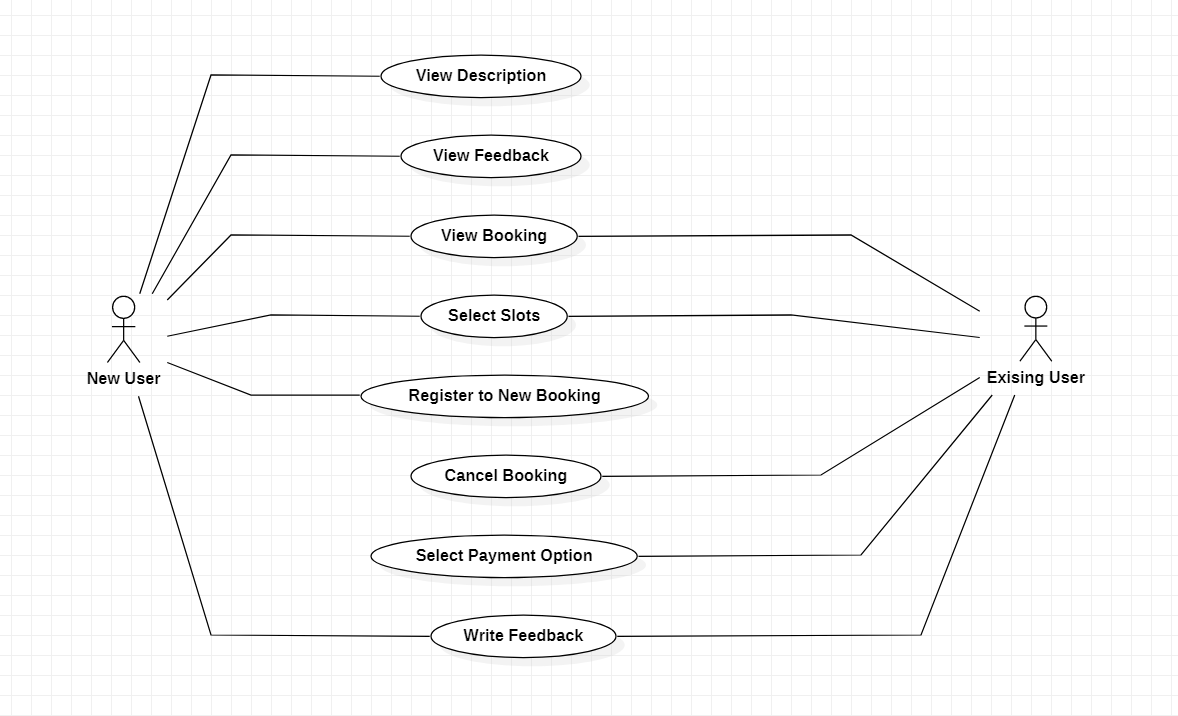 View Description
View Feedback
View Booking
Select Slots
New User
Exising User
Register to New Booking
Cancel Booking
Select Payment Option
Write Feedback